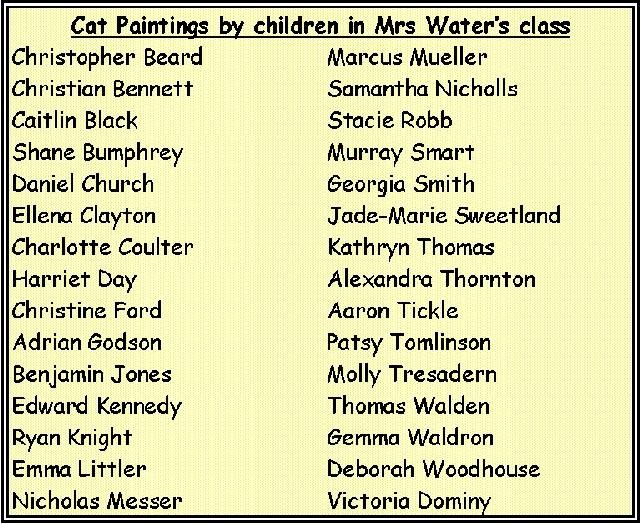 Cat Paintings by children in Mrs Water's class
Christopher Beard
Christian Bennett
Caitlin Black
Shane Bumphrey
Daniel Church
Ellena Clayton
Charlotte Coulter
Harriet Day
Christine Ford
Adrian Godson
Benjamin Jones
Edward Kennedy
Ryan Knight
Emma Littler
Nicholas Messer
Marcus Mueller
Samantha Nicholls
Stacie Robb
Murray Smart
Georgia Smith
Jade-Marie Sweetland
Kathryn Thomas
Alexandra Thornton
Aaron Tickle
Patsy Tomlinson
Molly Tresadern
Thomas Walden
Gemma Waldron
Deborah Woodhouse
Victoria Dominy